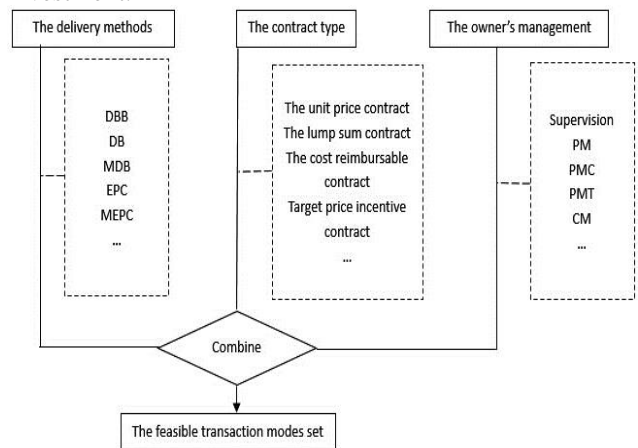 The delivery methods
The contract type
The owner's management
DBB
DB
MDB
EPC
MEPC
...
The unit price contract
The lump sum contract
The cost reimbursable
contract
Target price incentive
contract
...
Supervision
PM
PMC
PMT
CM
...
Combine
The feasible transaction modes set